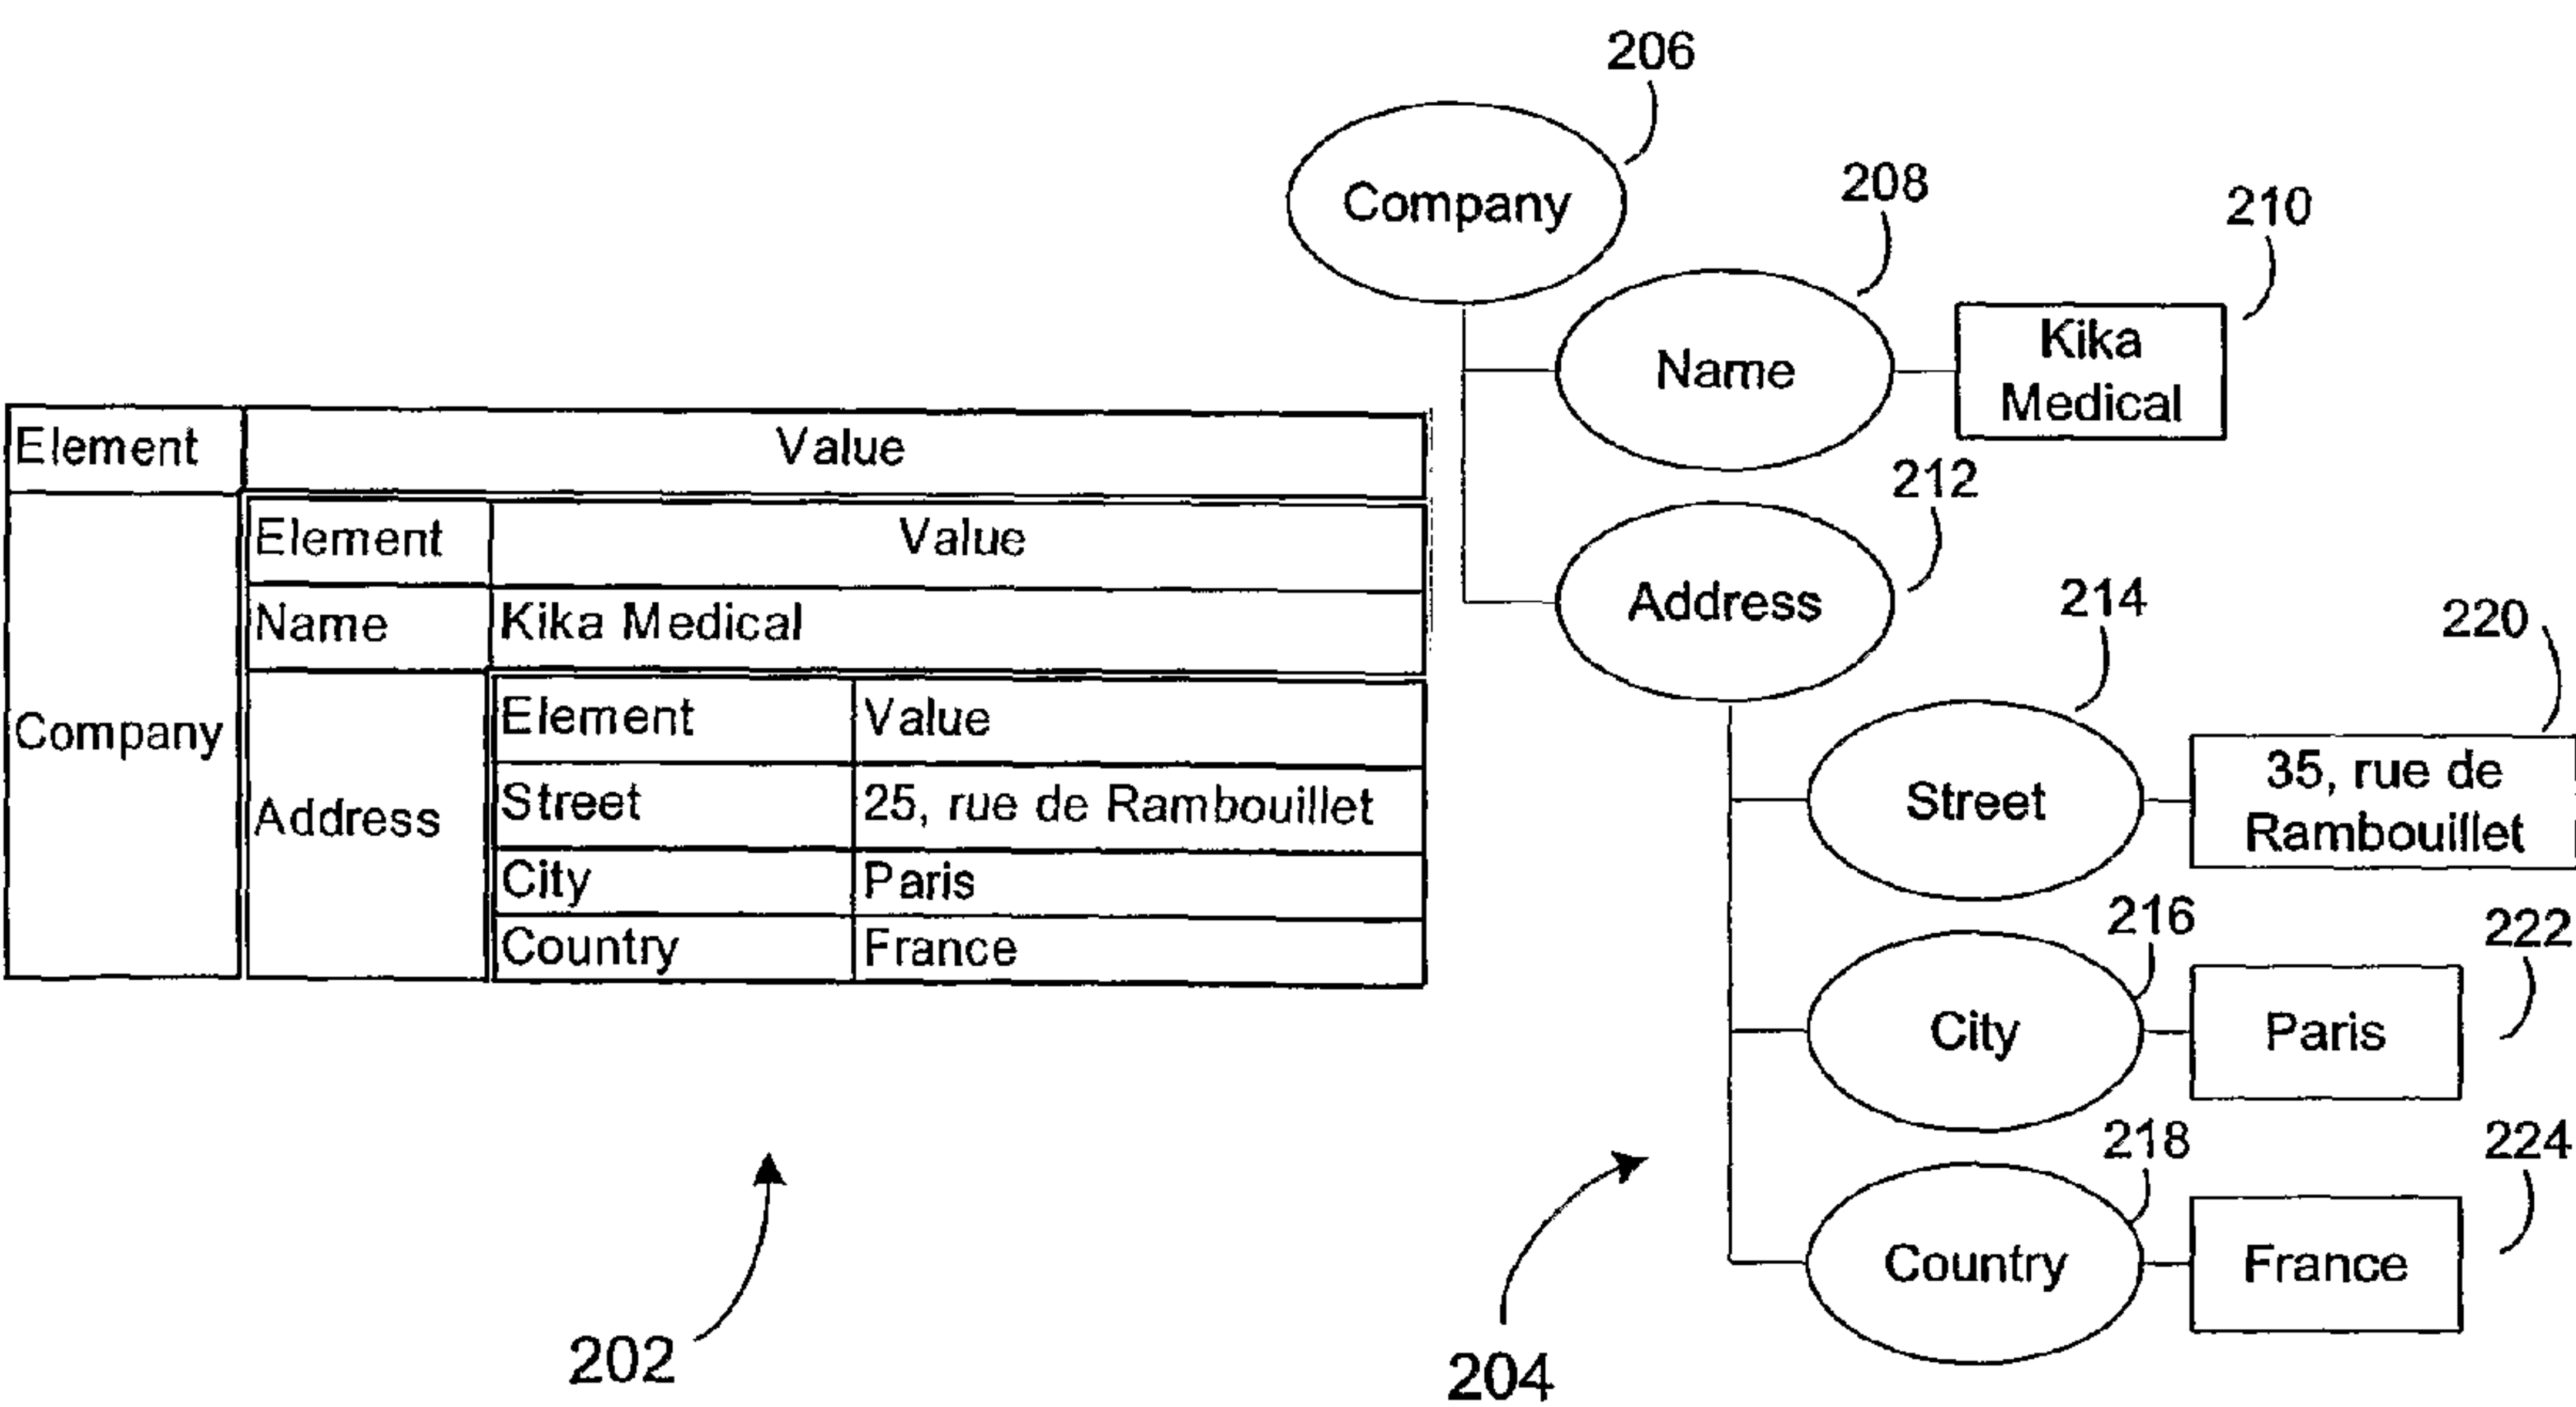 Element Value
Company
Element Value
Name Kika Medical
Address
Element Value
Street 25, rue de Rambouillet
City Paris
Country France
202
206
Company
208
Name
210
Kika
Medical
212
Address
214
Street
220
35, rue de
Rambouillet
216
City
222
Paris
218
Country
224
France
204